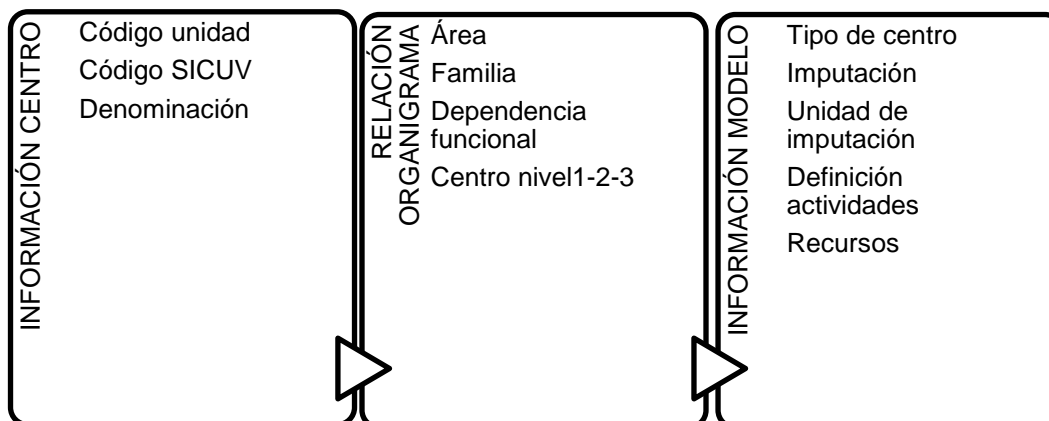 INFORMACIÓN CENTRO
Código unidad
Código SICUV
Denominación
RELACIÓN
ORGANIGRAMA
Área
Familia
Dependencia
funcional
Centro nivel1-2-3
INFORMACIÓN MODELO
Tipo de centro
Imputación
Unidad de
imputación
Definición
actividades
Recursos